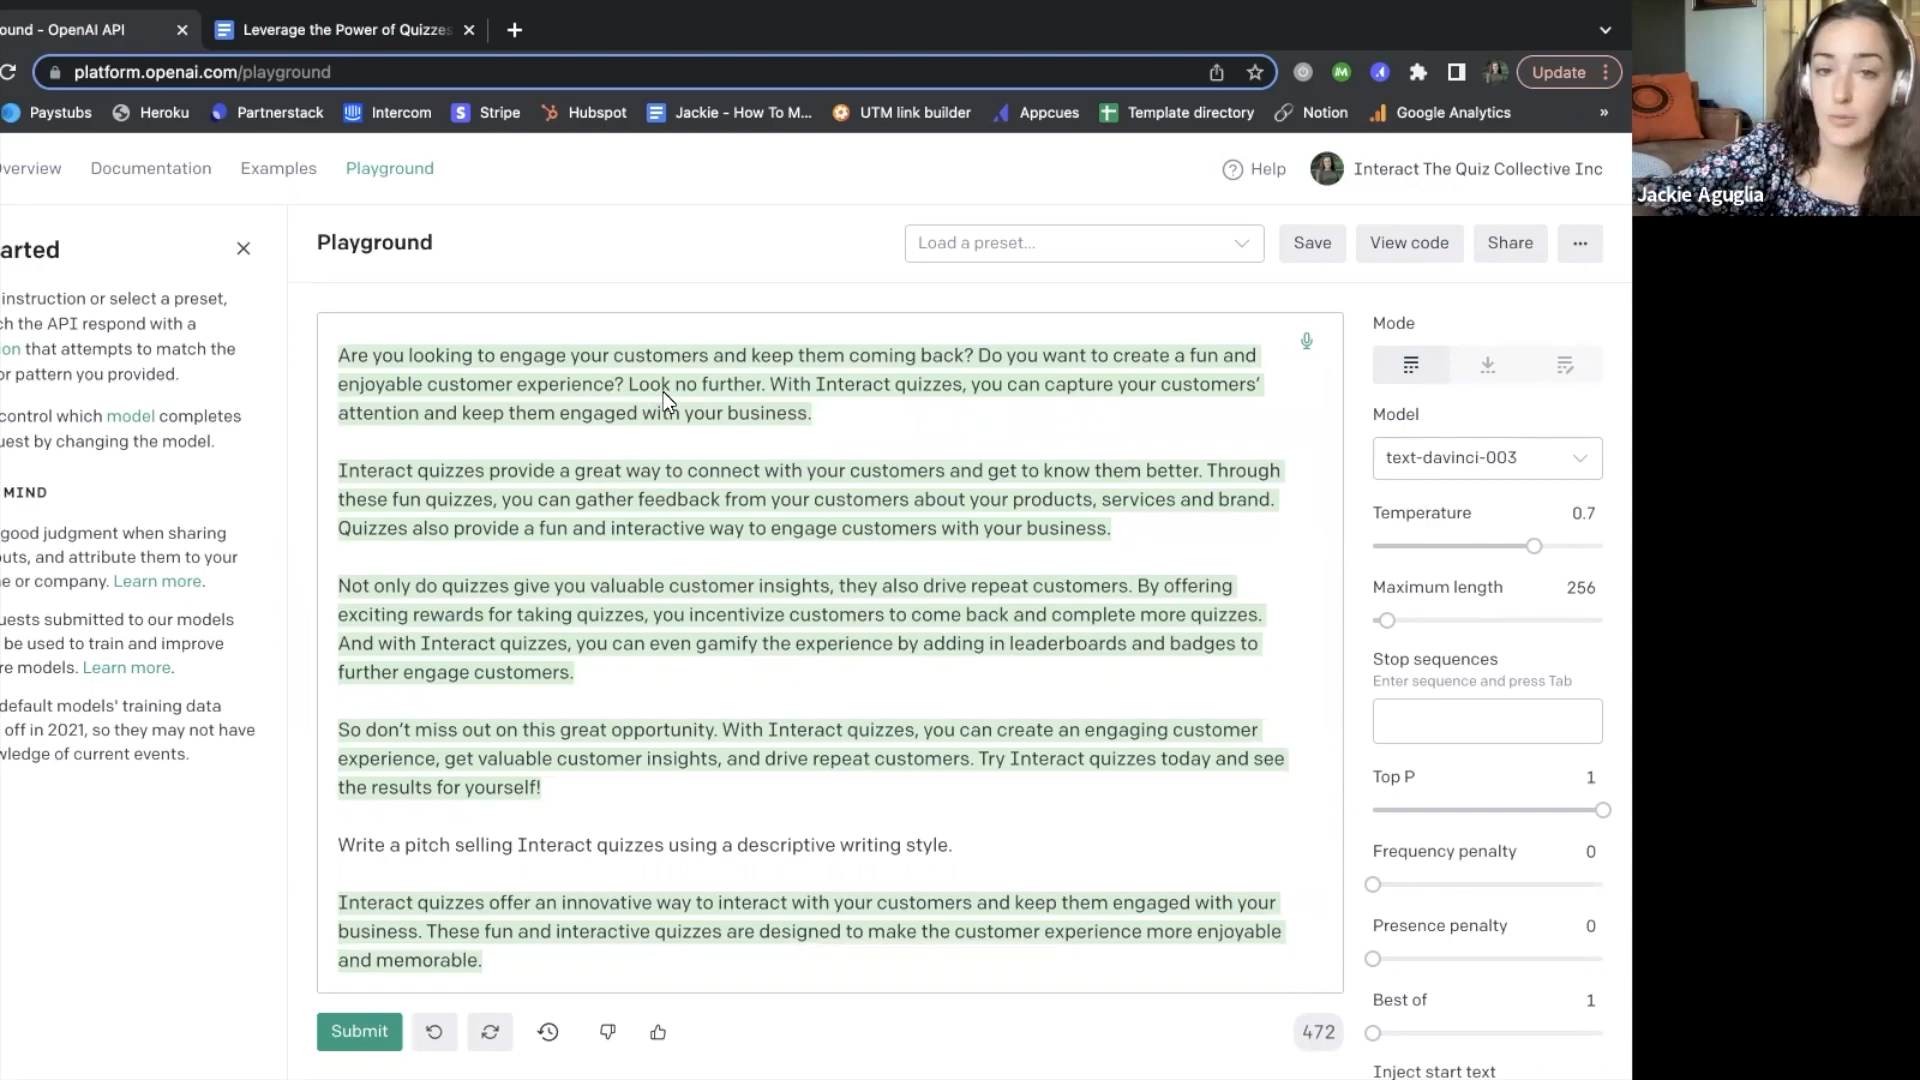 ound - OpenAI API
Leverage the Power of Quizzes
platform.openai.com/playground
Update
Paystubs Heroku Partnerstack Intercom Stripe Hubspot Jackie - How To M... UTM link builder Appcues Template directory Notion Google Analytics »
Jackie Aguglia
verview Documentation Examples Playground Help Interact The Quiz Collective Inc
arted
instruction or select a preset,
ch the API respond with a
on that attempts to match the
or pattern you provided.
control which model completes
uest by changing the model.
MIND
good judgment when sharing
outs, and attribute them to your
e or company. Learn more.
uests submitted to our models
be used to train and improve
re models. Learn more.
default models' training data
off in 2021, so they may not have
wledge of current events.
Playground
Load a preset...
Save
View code
Share
...
Are you looking to engage your customers and keep them coming back? Do you want to create a fun and
enjoyable customer experience? Look no further. With Interact quizzes, you can capture your customers’
attention and keep them engaged with your business.
Interact quizzes provide a great way to connect with your customers and get to know them better. Through
these fun quizzes, you can gather feedback from your customers about your products, services and brand.
Quizzes also provide a fun and interactive way to engage customers with your business.
Not only do quizzes give you valuable customer insights, they also drive repeat customers. By offering
exciting rewards for taking quizzes, you incentivize customers to come back and complete more quizzes.
And with Interact quizzes, you can even gamify the experience by adding in leaderboards and badges to
further engage customers.
So don’t miss out on this great opportunity. With Interact quizzes, you can create an engaging customer
experience, get valuable customer insights, and drive repeat customers. Try Interact quizzes today and see
the results for yourself!
Write a pitch selling Interact quizzes using a descriptive writing style.
Interact quizzes offer an innovative way to interact with your customers and keep them engaged with your
business. These fun and interactive quizzes are designed to make the customer experience more enjoyable
and memorable.
Submit
472
Mode
Model
text-davinci-003
Temperature 0.7
Maximum length 256
Stop sequences
Enter sequence and press Tab
Top P 1
Frequency penalty 0
Presence penalty 0
Best of 1
Inject start text